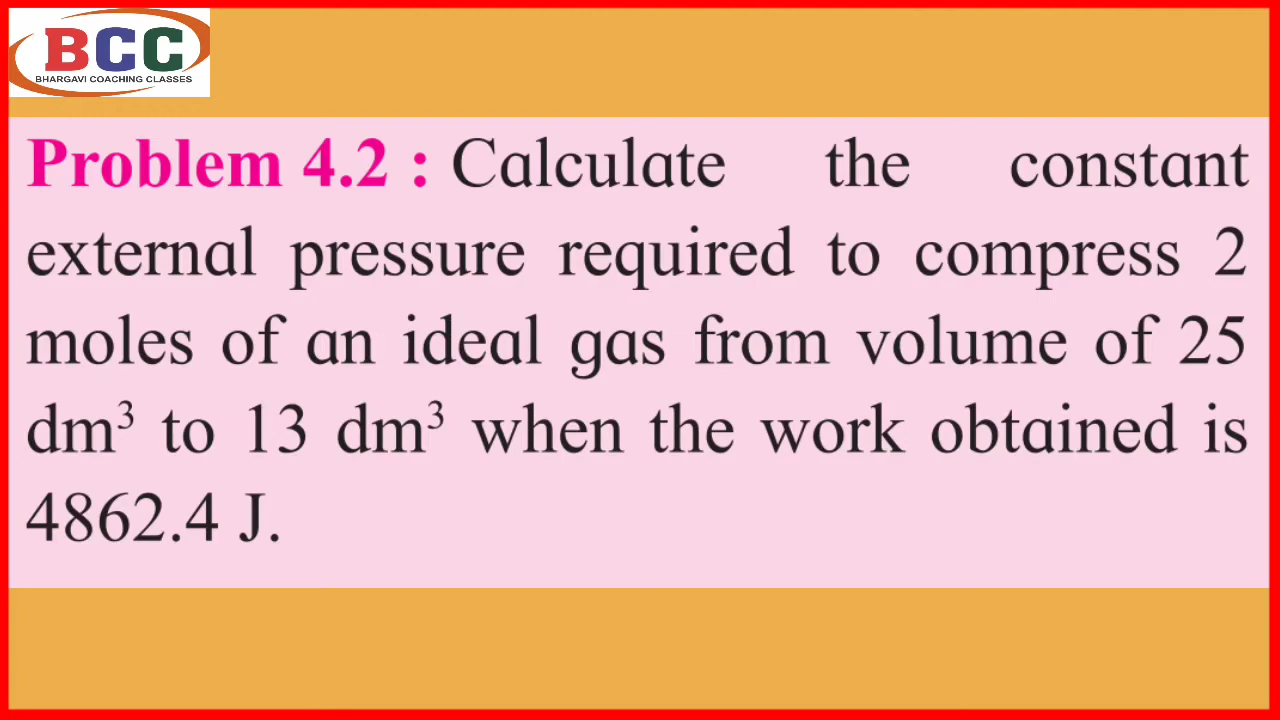 BCC
BHARGAVI COACHING CLASSES
Problem 4.2 : Calculate the constant
external pressure required to compress 2
moles of an ideal gas from volume of 25
dm³ to 13 dm³ when the work obtained is
4862.4 J.